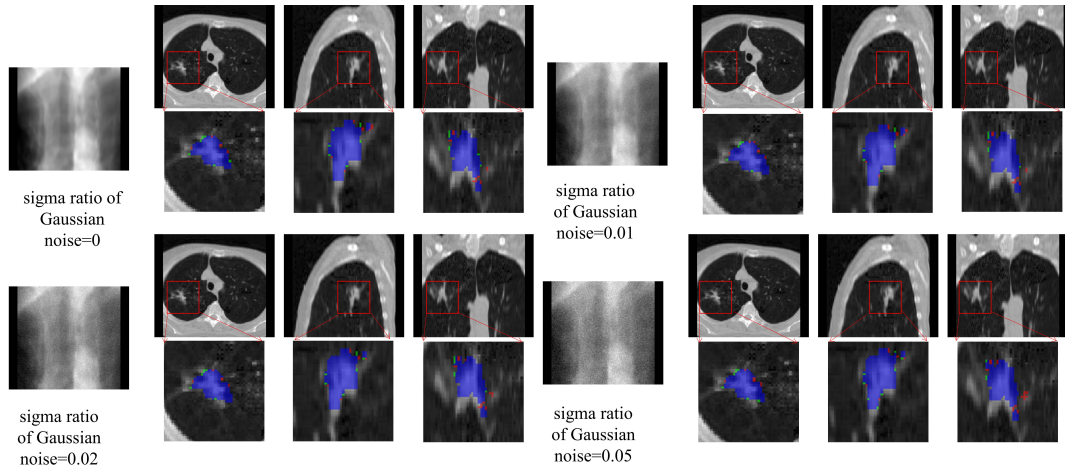 sigma ratio of
Gaussian
noise=0
sigma ratio
of Gaussian
noise=0.01
sigma ratio
of Gaussian
noise=0.02
sigma ratio
of Gaussian
noise=0.05